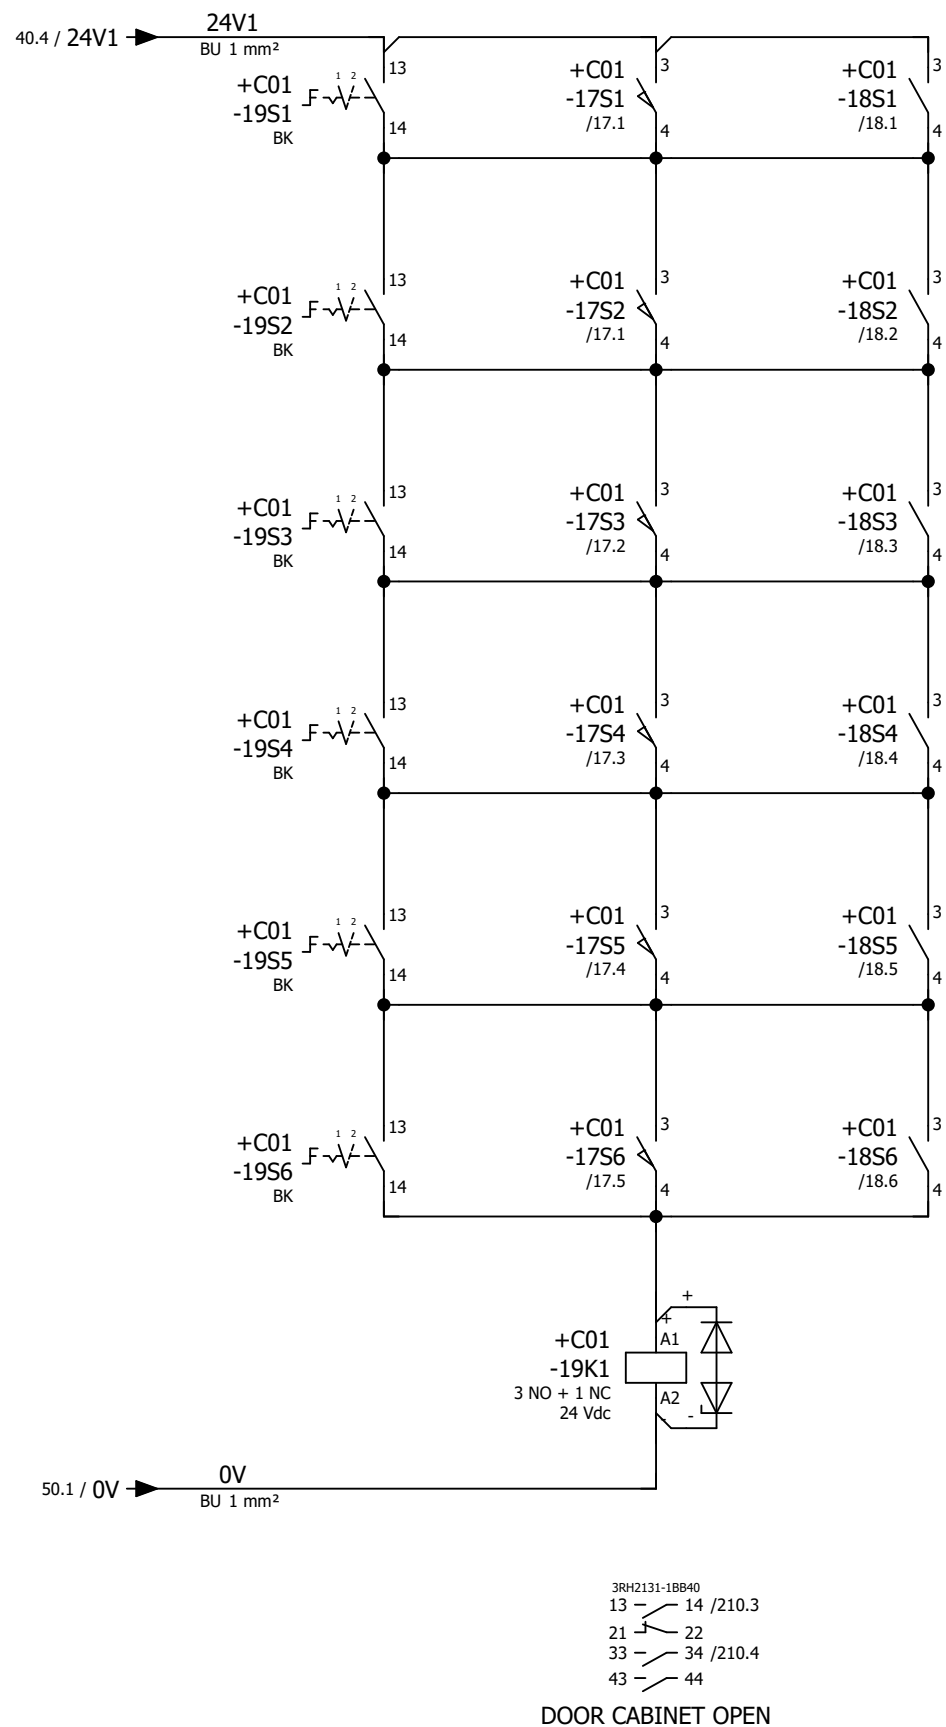 24V1
40.4 / 24V1
BU 1 mm²
+C01
-19S1
BK
1 2
13
14
+C01
-17S1
/17.1
3
4
+C01
-18S1
/18.1
3
4
+C01
-19S2
BK
1 2
13
14
+C01
-17S2
/17.1
3
4
+C01
-18S2
/18.2
3
4
+C01
-19S3
BK
1 2
13
14
+C01
-17S3
/17.2
3
4
+C01
-18S3
/18.3
3
4
+C01
-19S4
BK
1 2
13
14
+C01
-17S4
/17.3
3
4
+C01
-18S4
/18.4
3
4
+C01
-19S5
BK
1 2
13
14
+C01
-17S5
/17.4
3
4
+C01
-18S5
/18.5
3
4
+C01
-19S6
BK
1 2
13
14
+C01
-17S6
/17.5
3
4
+C01
-18S6
/18.6
3
4
+C01
-19K1
3 NO + 1 NC
24 Vdc
+
+
A1
A2
-
-
0V
50.1 / 0V
BU 1 mm²
3RH2131-1BB40
13 14 /210.3
21 22
33 34 /210.4
43 44
DOOR CABINET OPEN